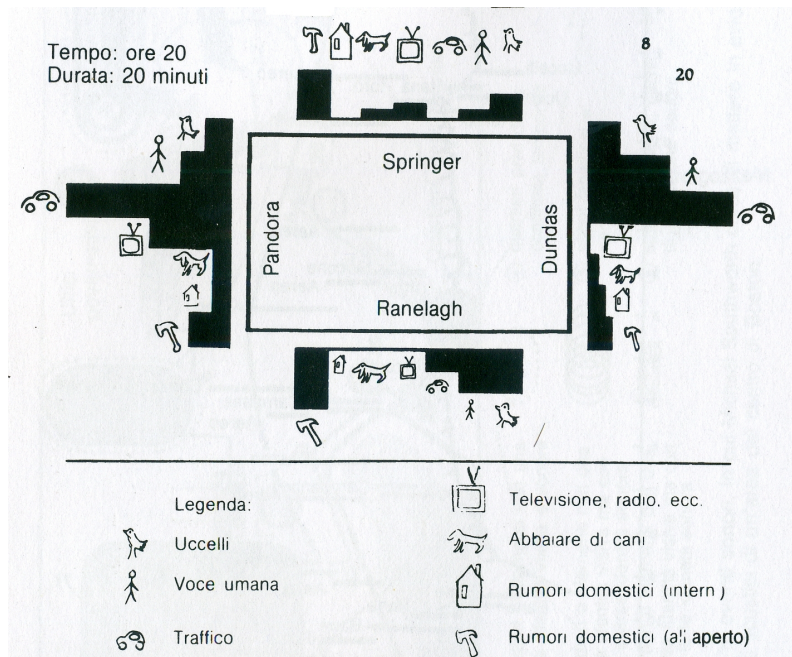 Tempo: ore 20
Durata: 20 minuti
8
20
Springer
Pandora
Dundas
Ranelagh
Legenda:
Uccelli
Voce umana
Traffico
Televisione, radio, ecc.
Abbaiare di cani
Rumori domestici (intern )
Rumori domestici (all aperto)